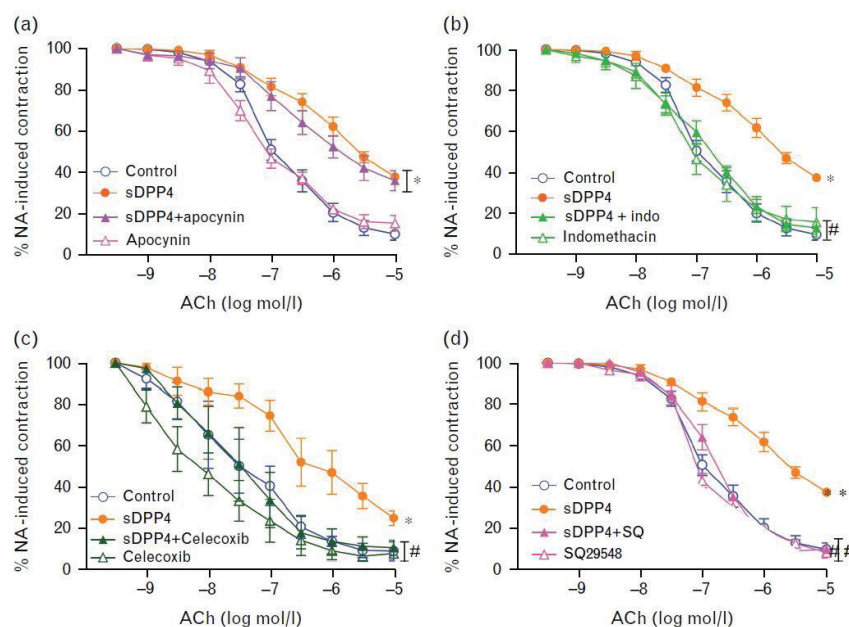 (a)
% NA-induced contraction
100
80
60
40
20
0
Control
sDPP4
sDPP4+apocynin
Apocynin
*
−9
−8
−7
−6
−5
ACh (log mol/l)
(b)
% NA-induced contraction
100
80
60
40
20
0
Control
sDPP4
sDPP4 + indo
Indomethacin
*
#
−9
−8
−7
−6
−5
ACh (log mol/l)
(c)
% NA-induced contraction
100
80
60
40
20
0
Control
sDPP4
sDPP4+Celecoxib
Celecoxib
*
#
−9
−8
−7
−6
−5
ACh (log mol/l)
(d)
% NA-induced contraction
100
80
60
40
20
0
Control
sDPP4
sDPP4+SQ
SQ29548
* *
# #
−9
−8
−7
−6
−5
ACh (log mol/l)